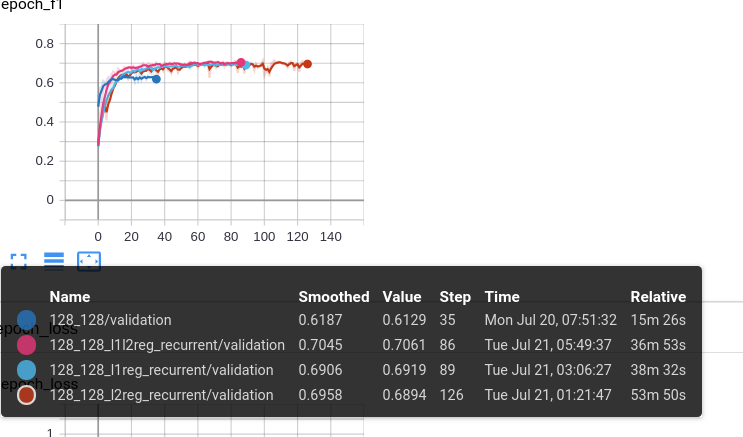 epoch_f1
0.8
0.6
0.4
0.2
0
0 20 40 60 80 100 120 140
Name Smoothed Value Step Time Relative
128_128/validation 0.6187 0.6129 35 Mon Jul 20, 07:51:32 15m 26s
128_128_l1l2reg_recurrent/validation 0.7045 0.7061 86 Tue Jul 21, 05:49:37 36m 53s
epoch_loss
128_128_l1reg_recurrent/validation 0.6906 0.6919 89 Tue Jul 21, 03:06:27 38m 32s
epoch_loss
128_128_l2reg_recurrent/validation 0.6958 0.6894 126 Tue Jul 21, 01:21:47 53m 50s
1